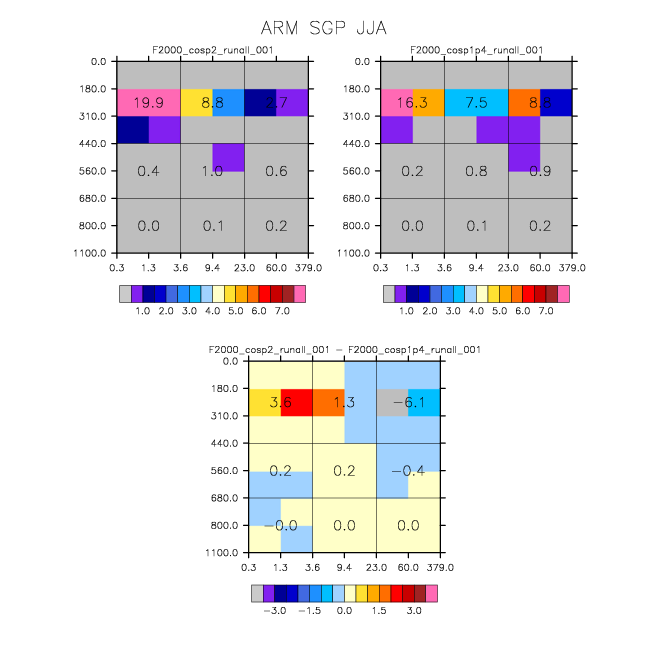 ARM SGP JJA
F2000_cosp2_runall_001 F2000_cosp1p4_runall_001
0.0 0.0
180.0 19.9 8.8 .7 180.0 16.3 7.5 8.8
310.0 310.0
440.0 440.0
560.0 0.4 1.0 0.6 560.0 0.2 0.8 0.9
680.0 680.0
800.0 0.0 0.1 0.2 800.0 0.0 0.1 0.2
1100.0 1100.0
0.3 1.3 3.6 9.4 23.0 60.0 379.0 0.3 1.3 3.6 9.4 23.0 60.0 379.0
1.0 2.0 3.0 4.0 5.0 6.0 7.0 1.0 2.0 3.0 4.0 5.0 6.0 7.0
F2000_cosp2_runall_001 − F2000_cosp1p4_runall_001
0.0
180.0 3.6 1.3 −6.1
310.0
440.0
560.0 0.2 0.2 −0.4
680.0
800.0 −0.0 0.0 0.0
1100.0
0.3 1.3 3.6 9.4 23.0 60.0 379.0
−3.0 −1.5 0.0 1.5 3.0